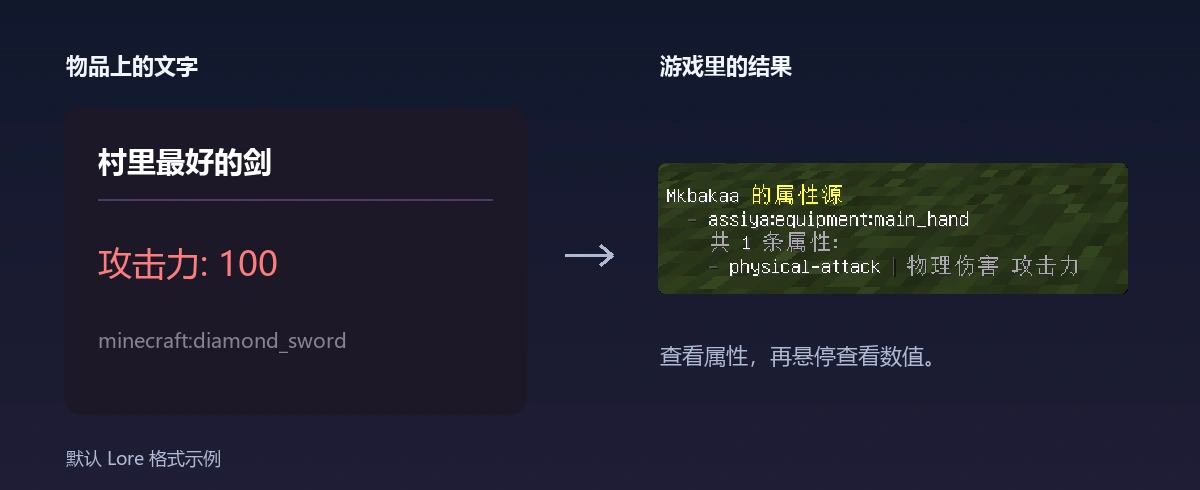 物品上的文字
村里最好的剑
攻击力: 100
minecraft:diamond_sword
默认 Lore 格式示例
游戏里的结果
Mkbakaa 的属性源
- assiya:equipment:main_hand
共 1 条属性:
- physical-attack | 物理伤害 攻击力
查看属性，再悬停查看数值。